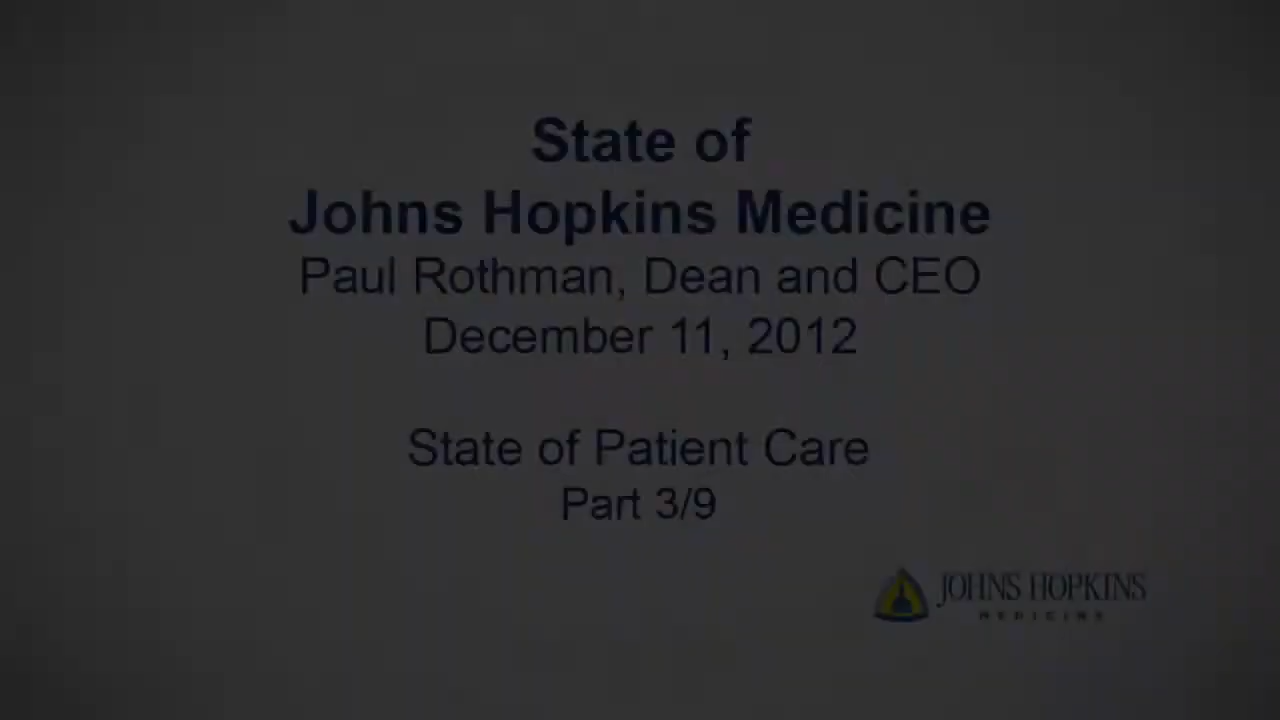 State of
Johns Hopkins Medicine
Paul Rothman, Dean and CEO
December 11, 2012
State of Patient Care
Part 3/9
JOHNS HOPKINS
MEDICINE